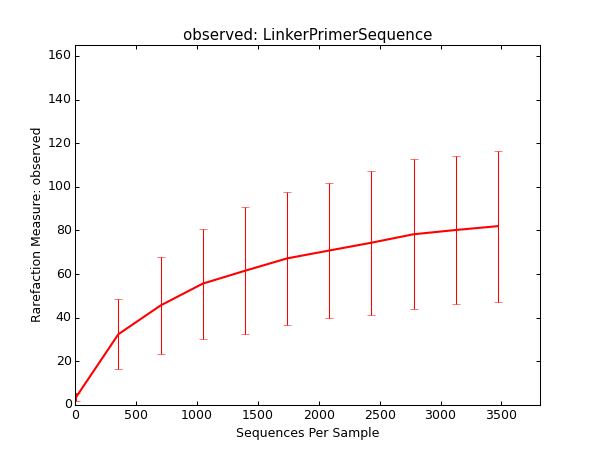 observed: LinkerPrimerSequence
Rarefaction Measure: observed
160
140
120
100
80
60
40
20
0
0 500 1000 1500 2000 2500 3000 3500
Sequences Per Sample